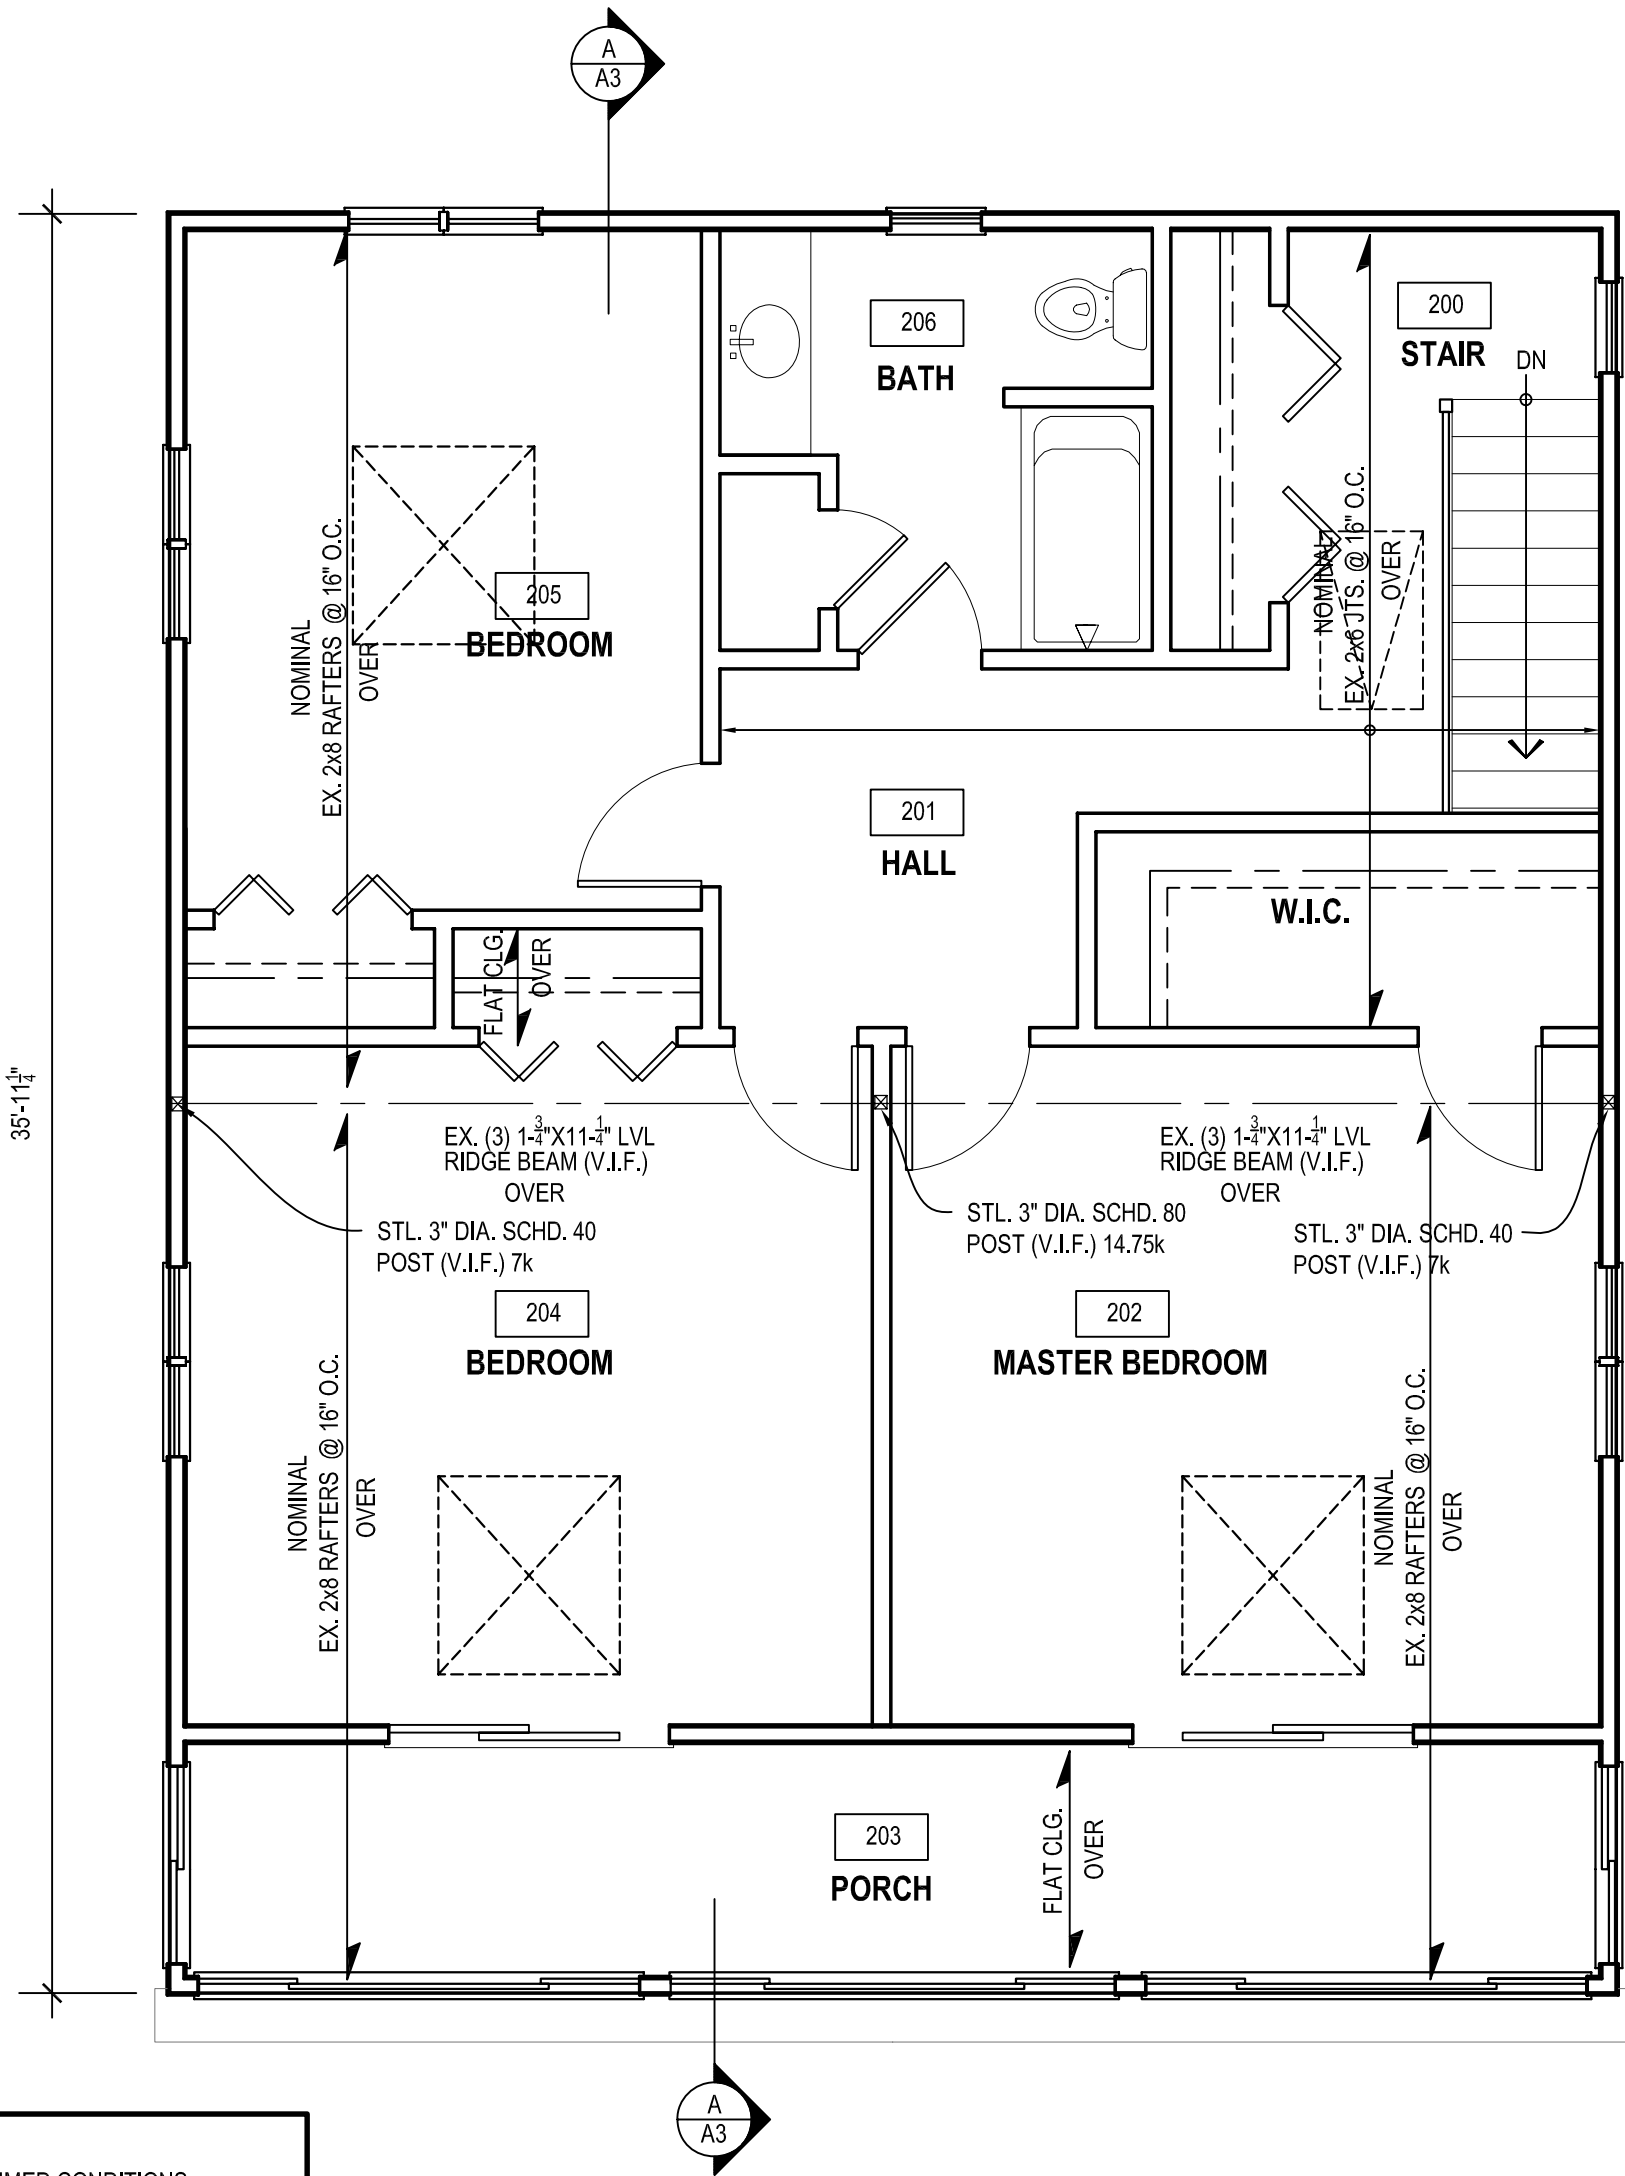 A
A3
206
BATH
200
STAIR
DN
NOMINAL
EX. 2x6 JTS. @ 16" O.C.
OVER
205
BEDROOM
NOMINAL
EX. 2x8 RAFTERS @ 16" O.C.
OVER
201
HALL
W.I.C.
FLAT CLG.
OVER
35'-11 1/4"
EX. (3) 1-3/4"X11-1/4" LVL
RIDGE BEAM (V.I.F.)
OVER
EX. (3) 1-3/4"X11-1/4" LVL
RIDGE BEAM (V.I.F.)
OVER
STL. 3" DIA. SCHD. 40
POST (V.I.F.) 7k
STL. 3" DIA. SCHD. 80
POST (V.I.F.) 14.75k
STL. 3" DIA. SCHD. 40
POST (V.I.F.) 7k
204
BEDROOM
202
MASTER BEDROOM
NOMINAL
EX. 2x8 RAFTERS @ 16" O.C.
OVER
NOMINAL
EX. 2x8 RAFTERS @ 16" O.C.
OVER
203
PORCH
FLAT CLG.
OVER
A
A3
CONDITIONS